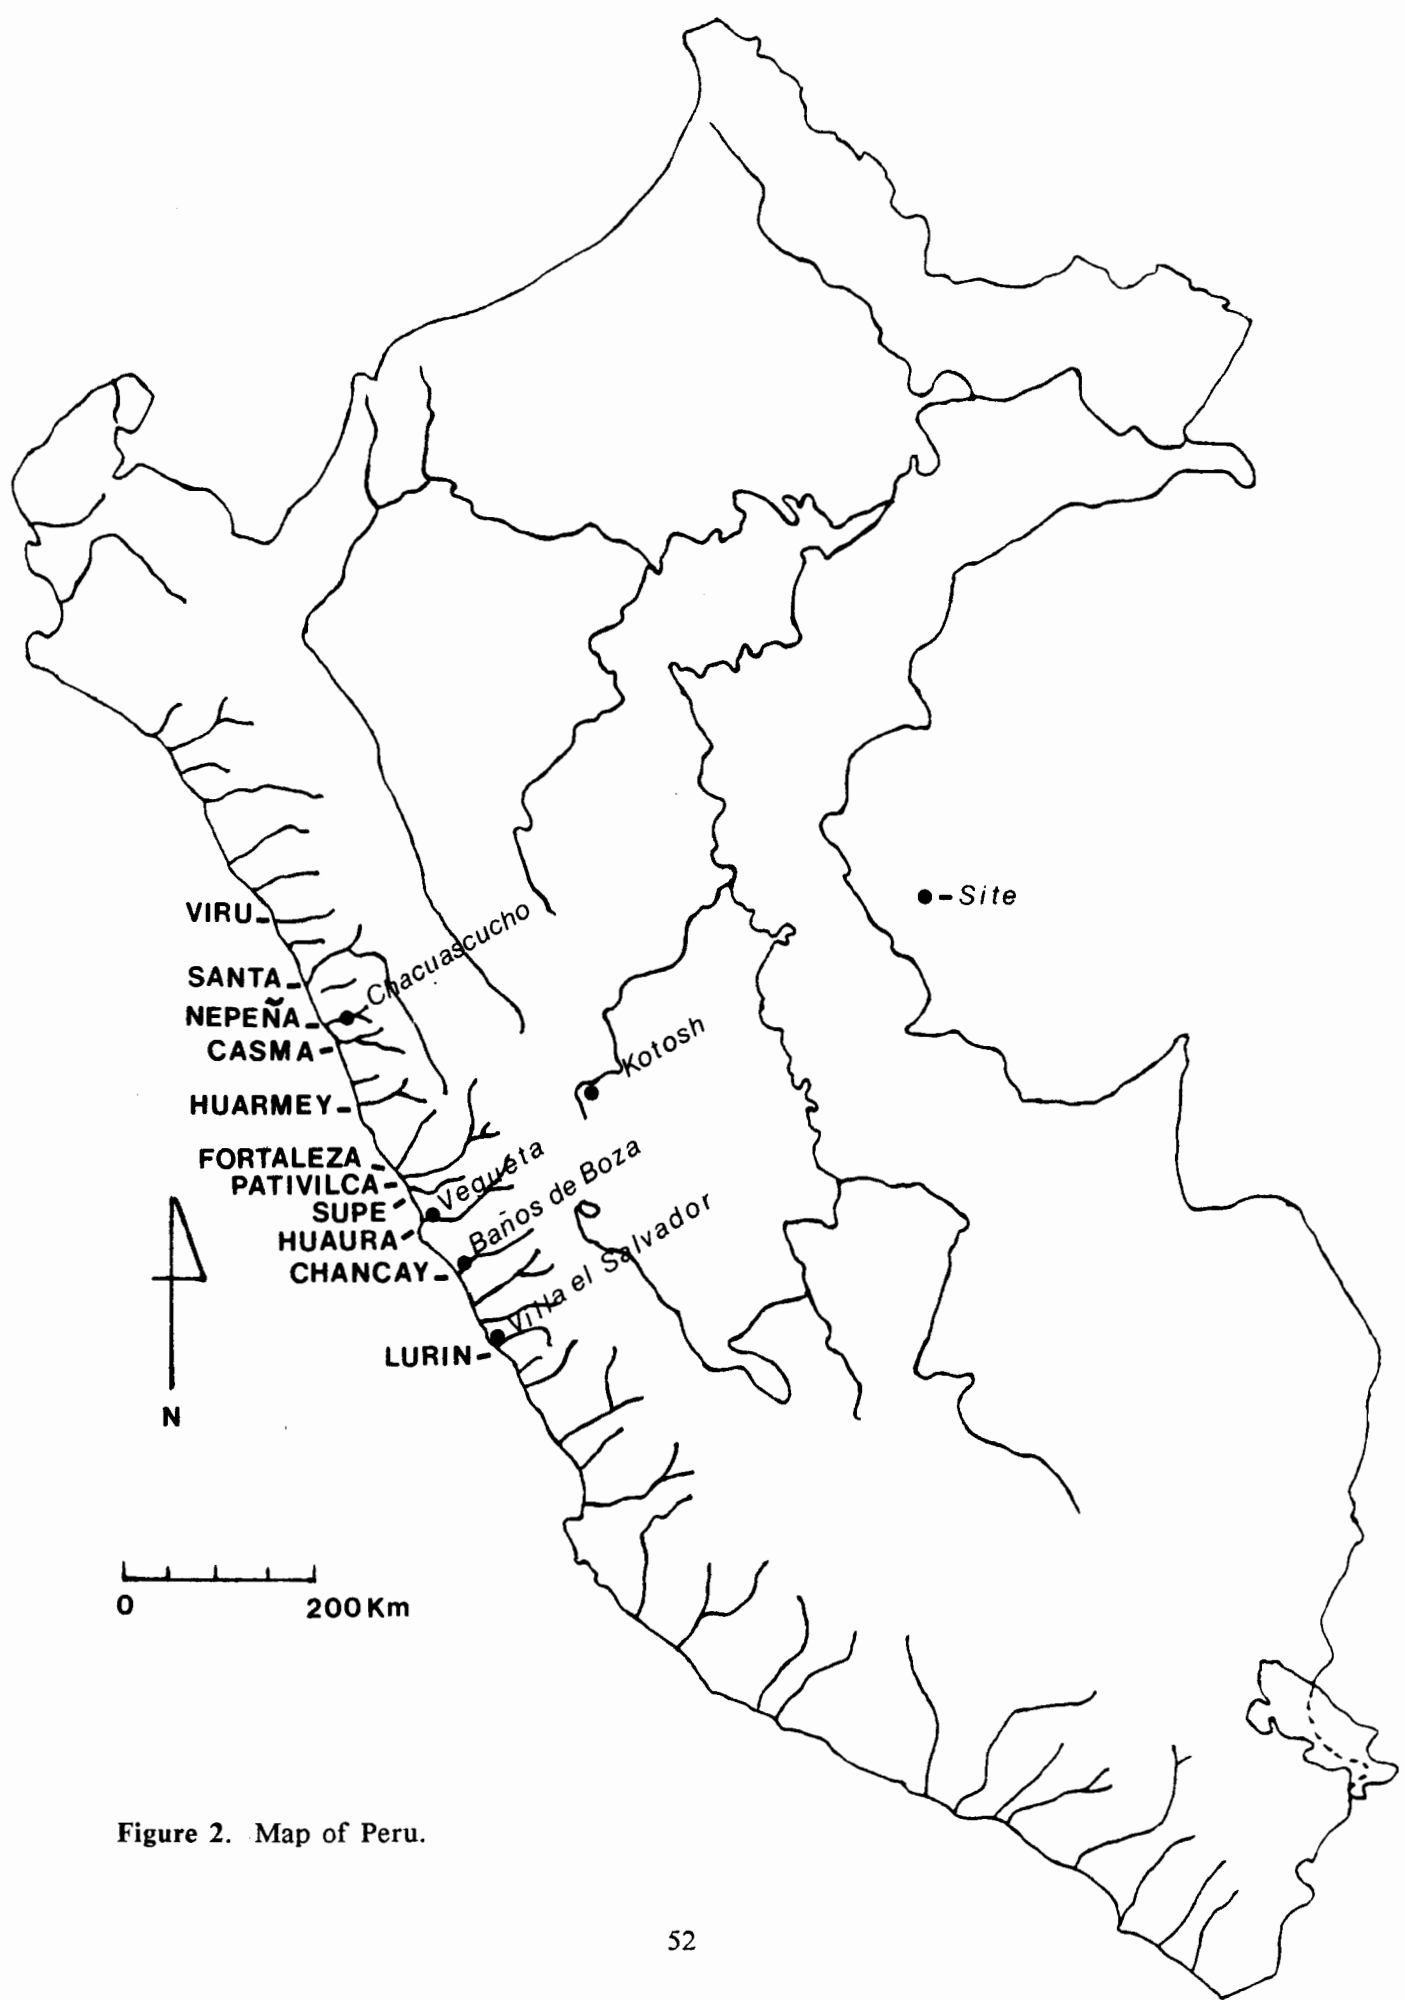 Site
Chacuascucho
VIRU
SANTA
NEPEÑA
CASMA
Kotosh
HUARMEY
FORTALEZA
PATIVILCA
Vegueta
SUPE
Baños de Boza
HUAURA
CHANCAY
Villa el Salvador
LURIN
N
0 200 Km
Figure 2. Map of Peru.
52